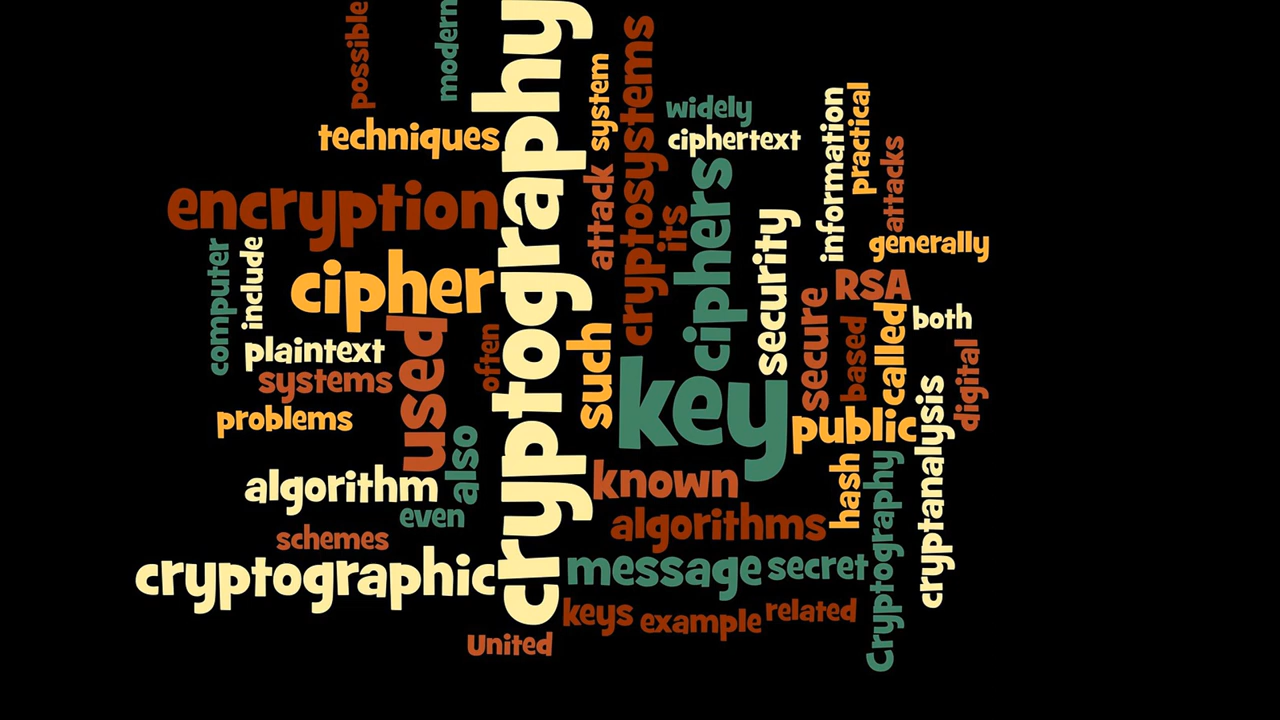 possible
modern
cryptography
system
cryptosystems
widely
techniques
ciphertext
information
practical
attacks
encryption
attack
its
ciphers
security
generally
computer
include
cipher
RSA
used
often
such
secure
based
called
both
plaintext
systems
key
digital
problems
public
cryptanalysis
algorithm
also
known
hash
Cryptography
even
algorithms
schemes
cryptographic
message
secret
keys
example
related
United